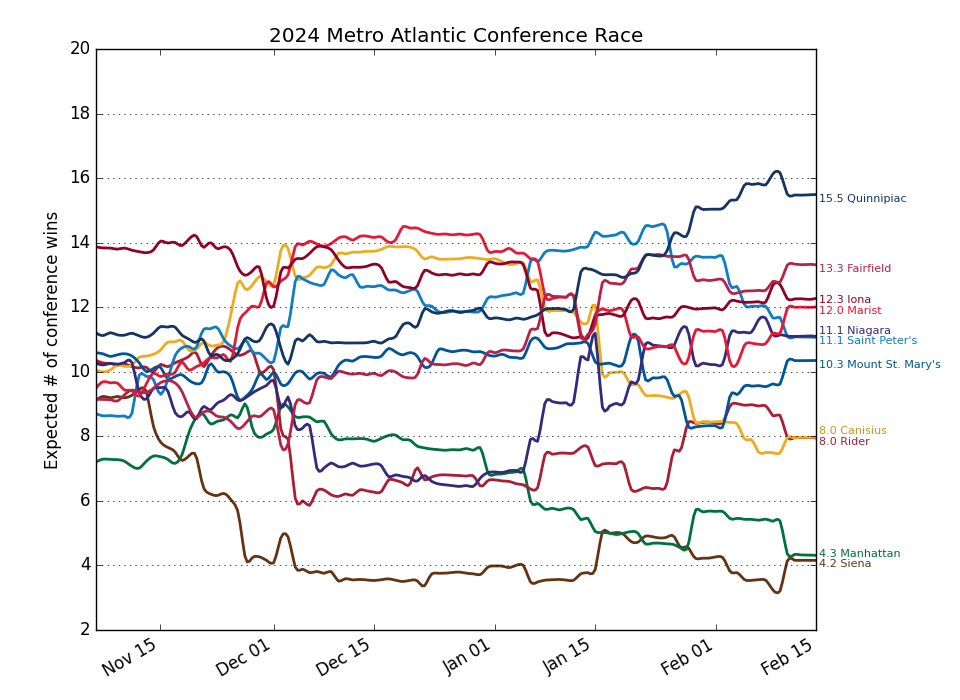 2024 Metro Atlantic Conference Race
Expected # of conference wins
20
18
16
14
12
10
8
6
4
2
15.5 Quinnipiac
13.3 Fairfield
12.3 Iona
12.0 Marist
11.1 Niagara
11.1 Saint Peter's
10.3 Mount St. Mary's
8.0 Canisius
8.0 Rider
4.3 Manhattan
4.2 Siena
Nov 15
Dec 01
Dec 15
Jan 01
Jan 15
Feb 01
Feb 15